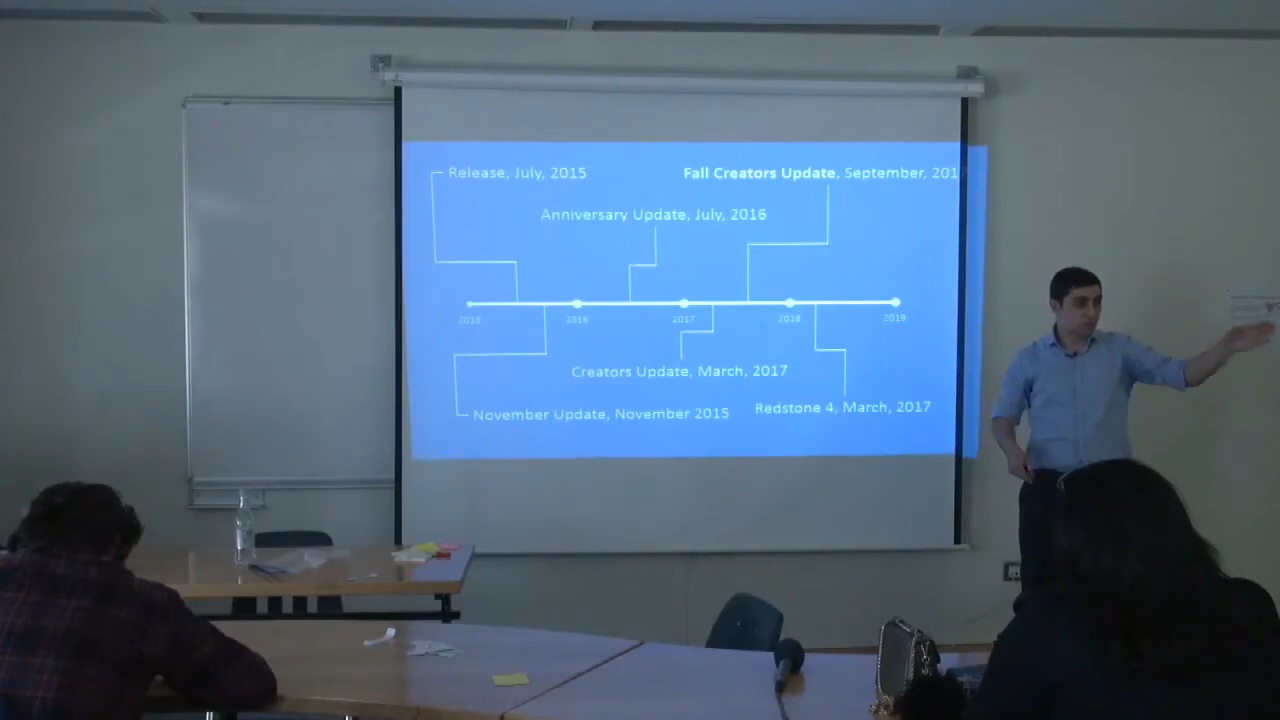 Release, July, 2015
Fall Creators Update, September, 2017
Anniversary Update, July, 2016
2015
2016
2017
2018
2019
Creators Update, March, 2017
Redstone 4, March, 2017
November Update, November 2015